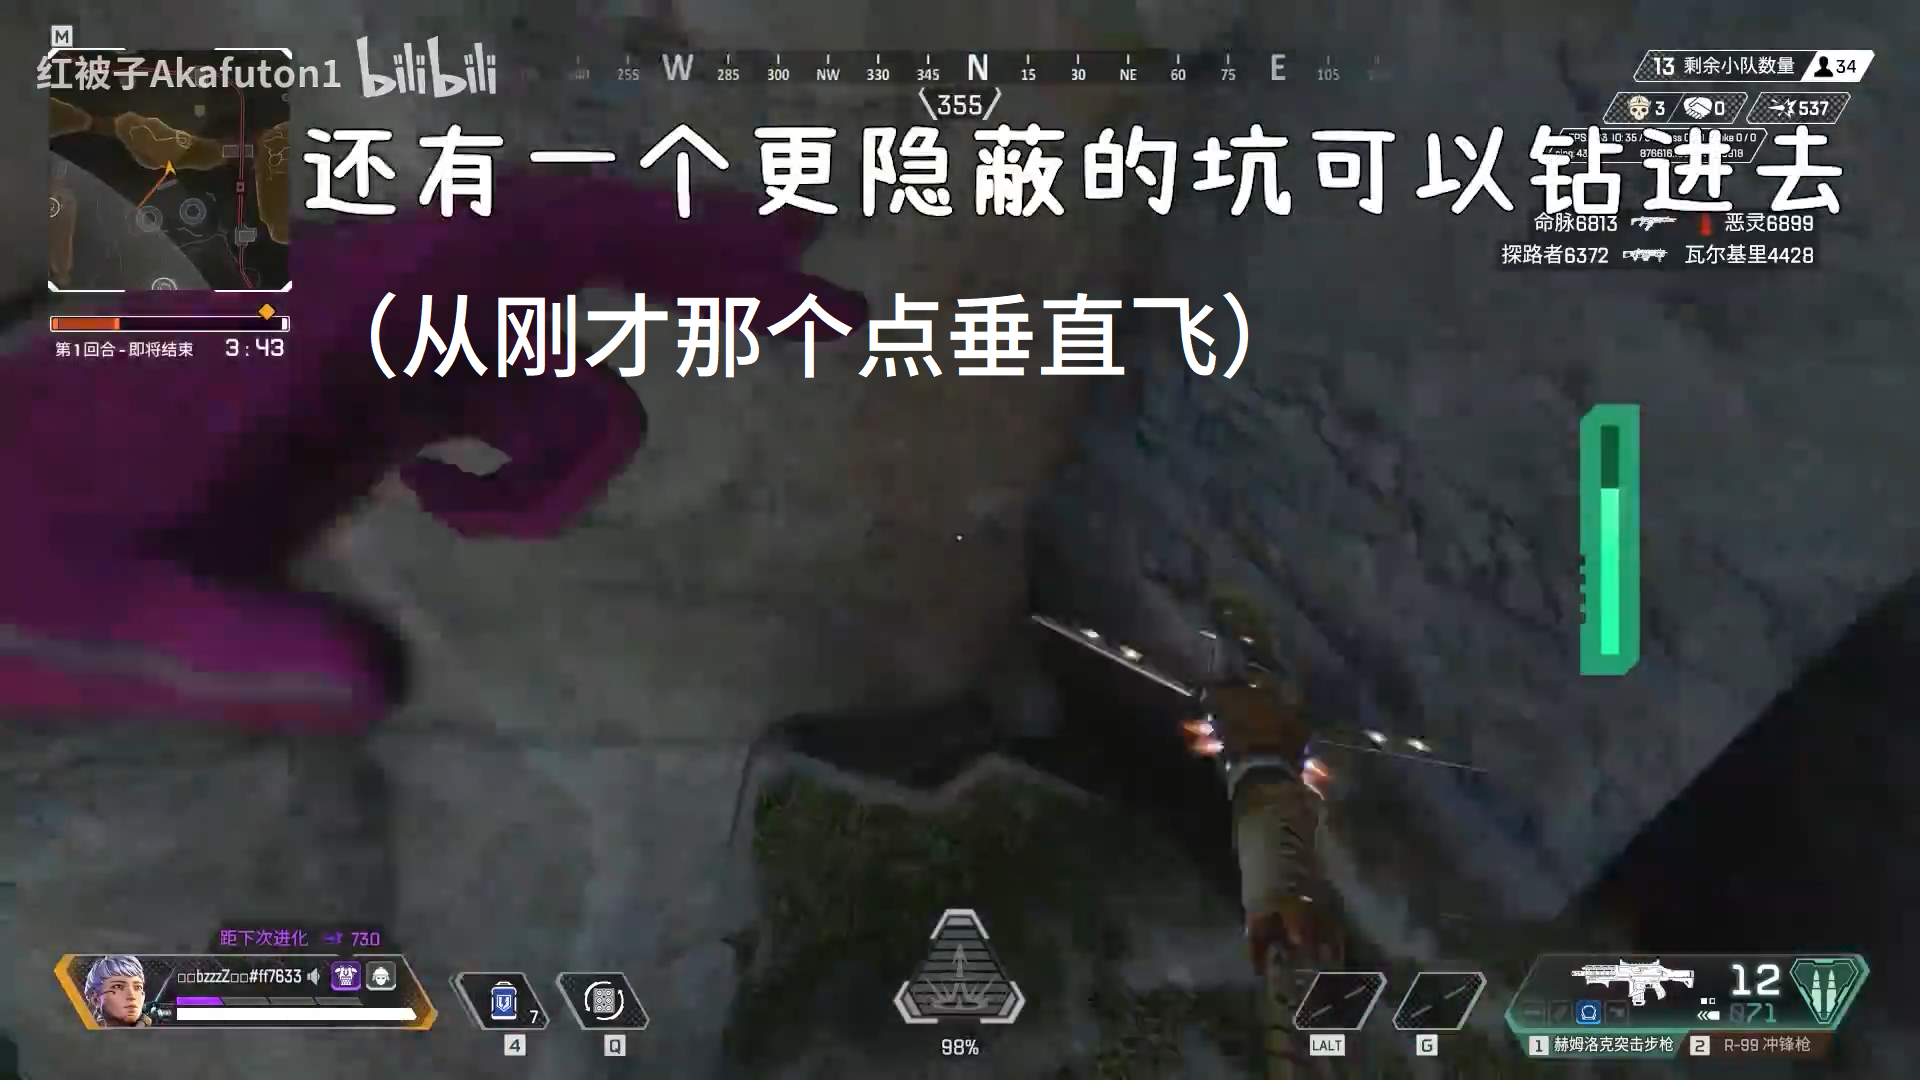 M
红被子Akafuton1 bilibili
255 W 285 300 NW 330 345 N 15 30 NE 60 75 E 105
355
13 剩余小队数量 34
3 0 537
还有一个更隐蔽的坑可以钻进去
命脉6813 恶灵6899
探路者6372 瓦尔基里4428
（从刚才那个点垂直飞）
第1回合-即将结束 3:43
距下次进化 730
□□bzzzZ□□#ff7633
7
4 Q
98%
LALT G
12
071
1 赫姆洛克突击步枪 2 R-99 冲锋枪